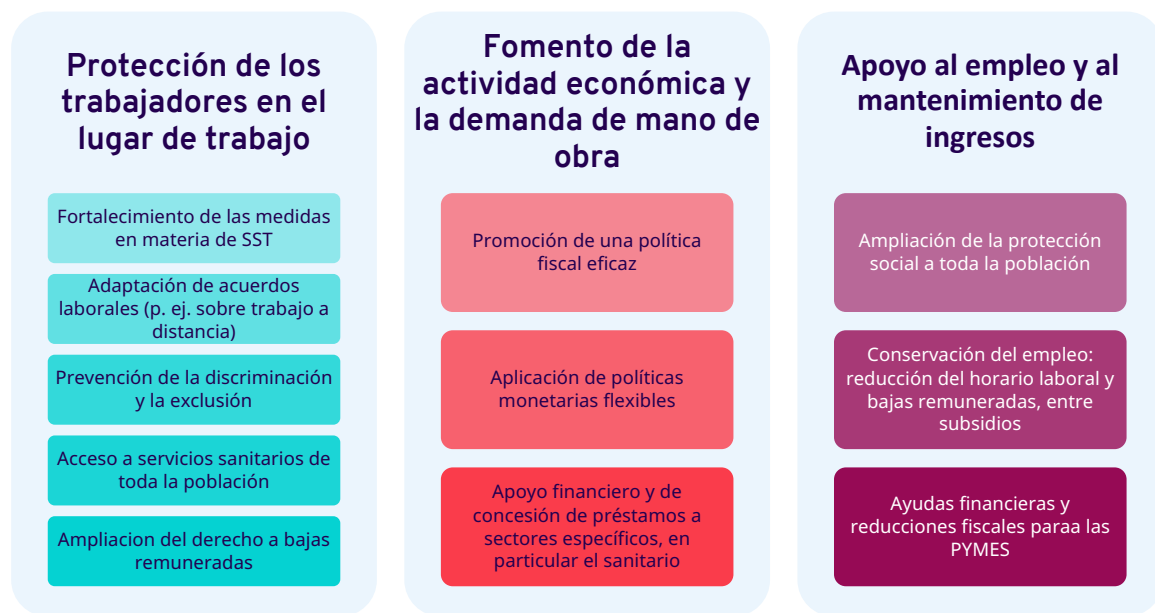 Protección de los
trabajadores en el
lugar de trabajo
Fortalecimiento de las medidas
en materia de SST
Adaptación de acuerdos
laborales (p. ej. sobre trabajo a
distancia)
Prevención de la discriminación
y la exclusión
Acceso a servicios sanitarios de
toda la población
Ampliacion del derecho a bajas
remuneradas
Fomento de la
actividad económica y
la demanda de mano de
obra
Promoción de una política
fiscal eficaz
Aplicación de políticas
monetarias flexibles
Apoyo financiero y de
concesión de préstamos a
sectores específicos, en
particular el sanitario
Apoyo al empleo y al
mantenimiento de
ingresos
Ampliación de la protección
social a toda la población
Conservación del empleo:
reducción del horario laboral y
bajas remuneradas, entre
subsidios
Ayudas financieras y
reducciones fiscales paraa las
PYMES